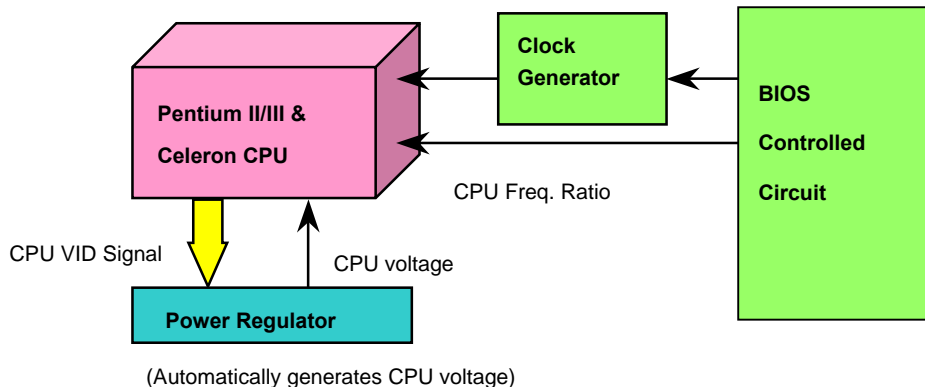 Clock
Generator
BIOS
Controlled
Circuit
Pentium II/III &
Celeron CPU
CPU Freq. Ratio
CPU VID Signal
CPU voltage
Power Regulator
(Automatically generates CPU voltage)